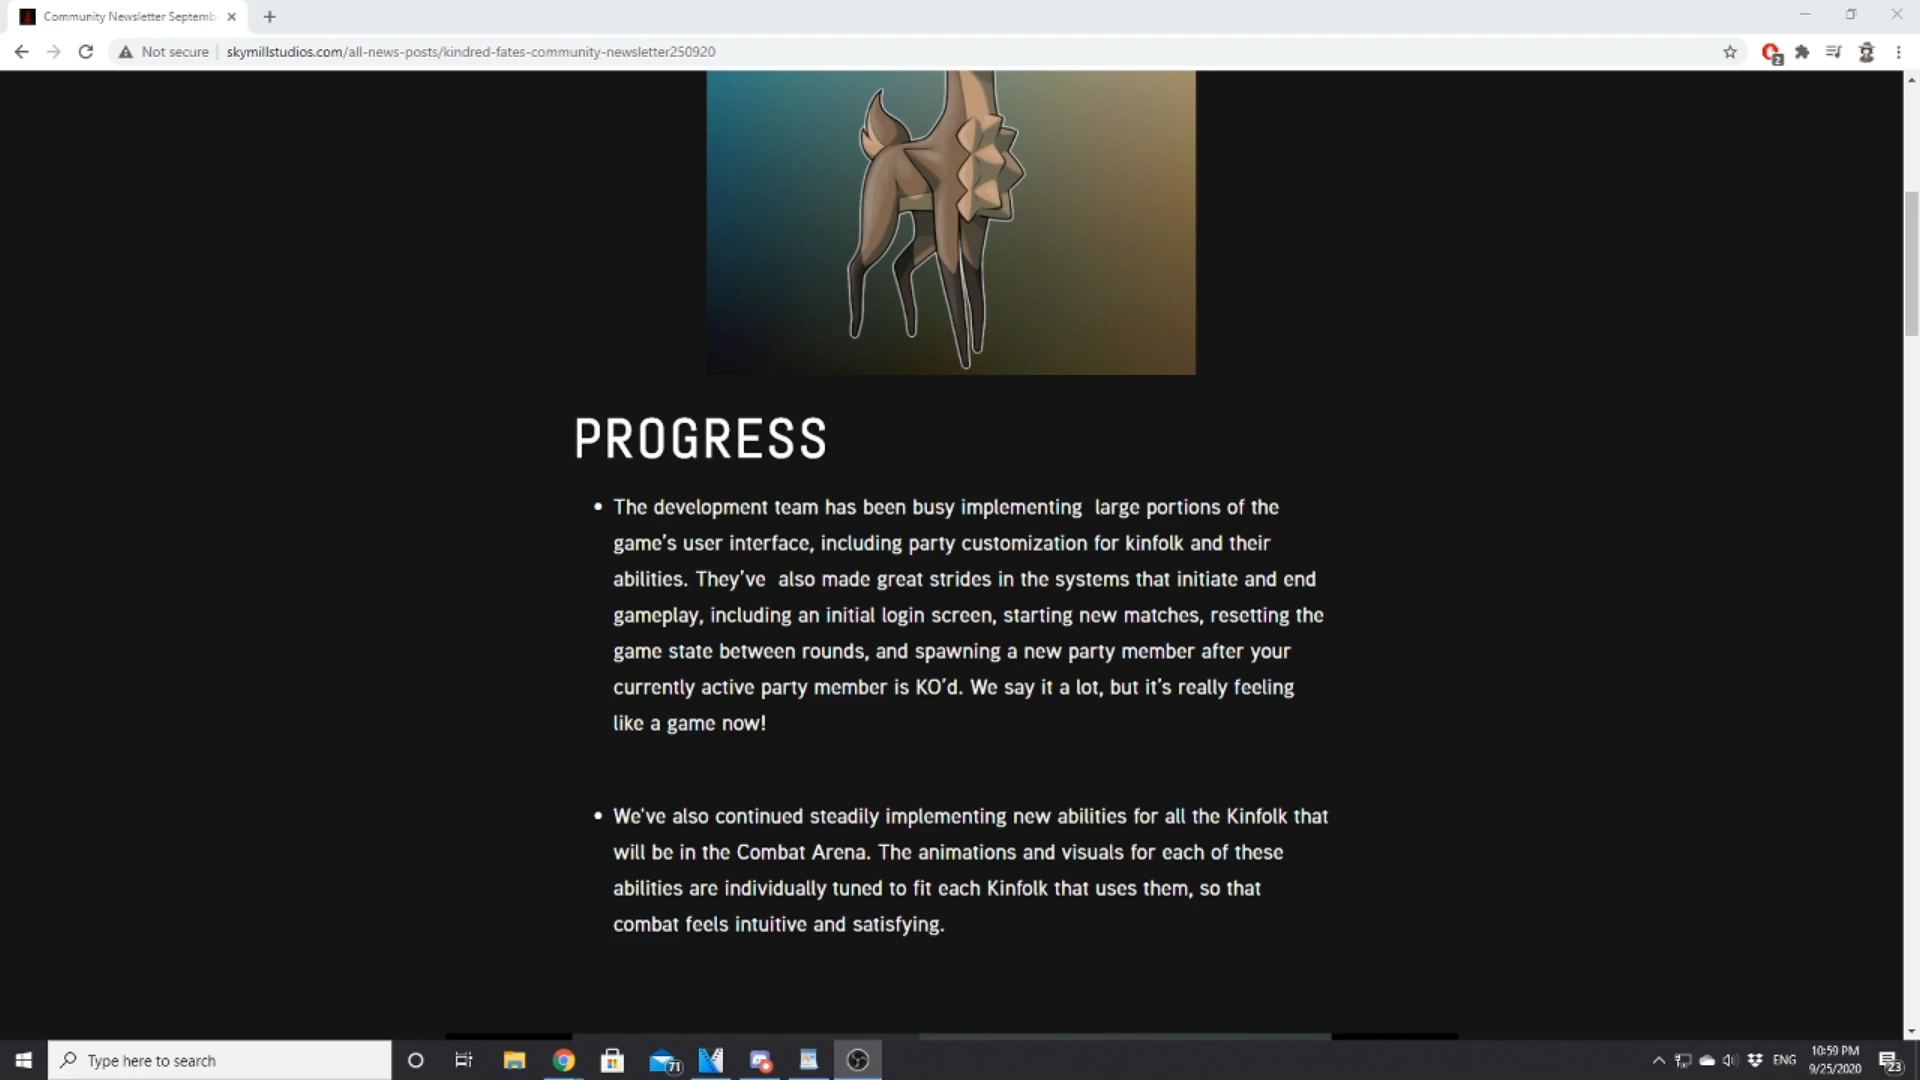 Community Newsletter Septemb
Not secure
skymillstudios.com/all-news-posts/kindred-fates-community-newsletter250920
2
PROGRESS
• The development team has been busy implementing  large portions of the
game's user interface, including party customization for kinfolk and their
abilities. They've  also made great strides in the systems that initiate and end
gameplay, including an initial login screen, starting new matches, resetting the
game state between rounds, and spawning a new party member after your
currently active party member is KO'd. We say it a lot, but it's really feeling
like a game now!
• We've also continued steadily implementing new abilities for all the Kinfolk that
will be in the Combat Arena. The animations and visuals for each of these
abilities are individually tuned to fit each Kinfolk that uses them, so that
combat feels intuitive and satisfying.
Type here to search
71
ENG
10:59 PM
9/25/2020
23